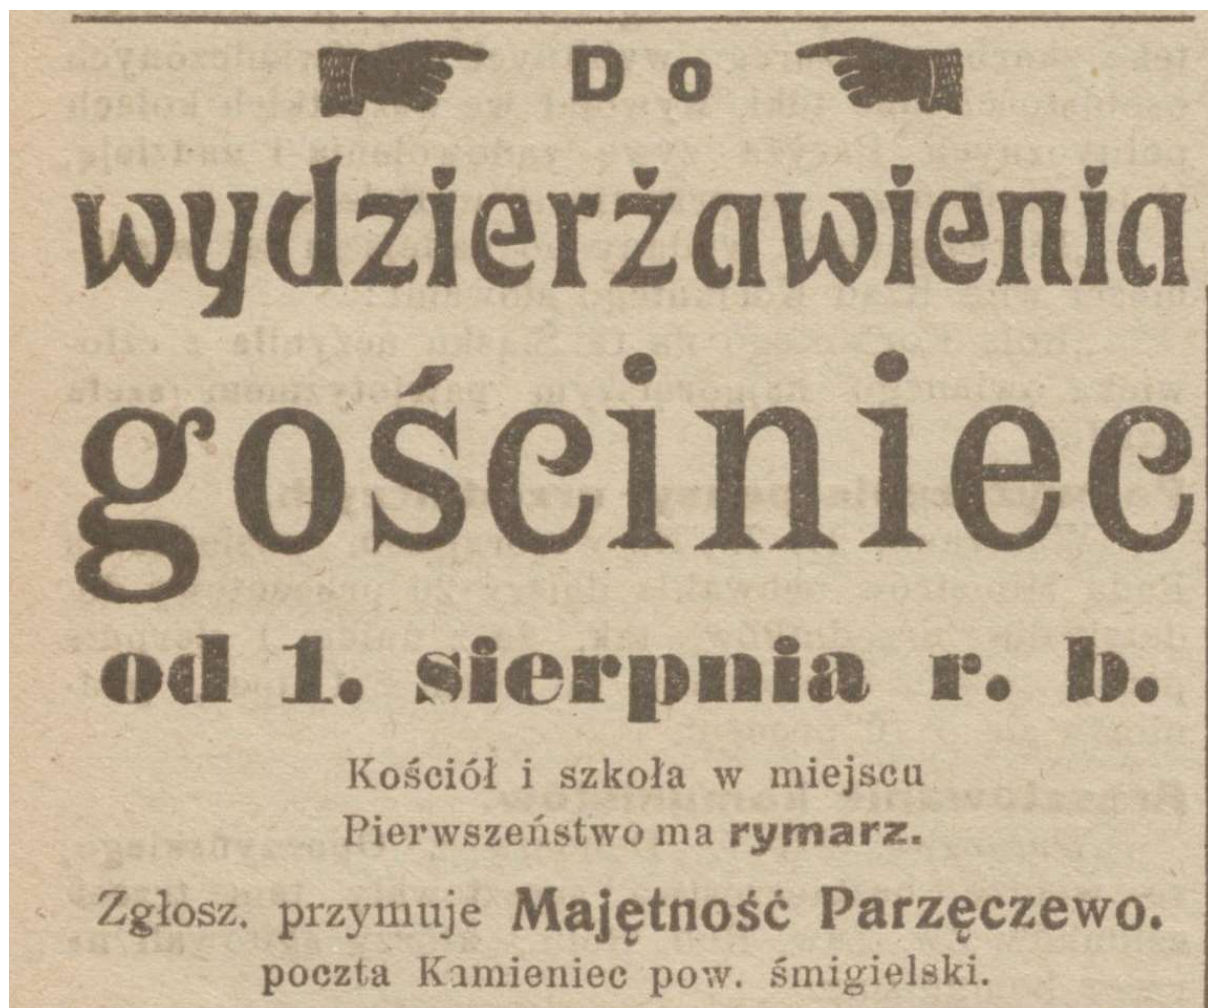 Do
wydzierżawienia
gościniec
od 1. sierpnia r. b.
Kościół i szkoła w miejscu
Pierwszeństwo ma rymarz.
Zgłosz. przymuje Majętność Parzęczewo.
poczta Kamieniec pow. śmigielski.